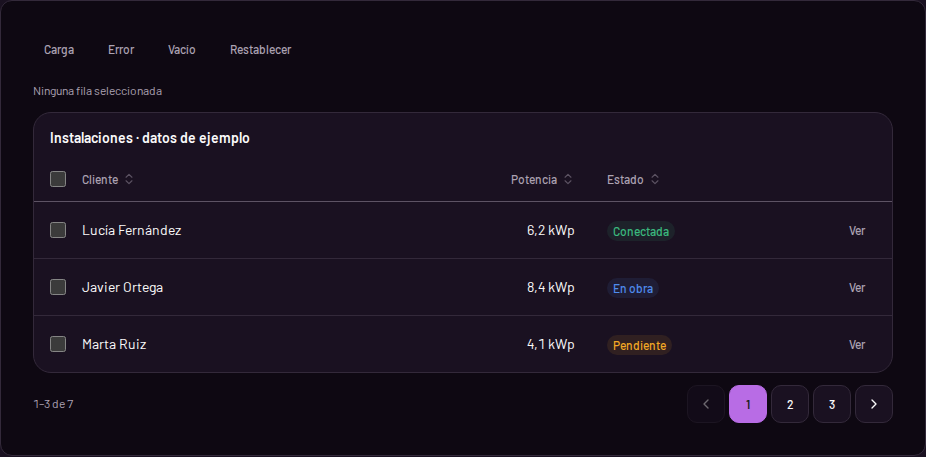 Carga Error Vacío Restablecer
Ninguna fila seleccionada
Instalaciones · datos de ejemplo
Cliente Potencia Estado
Lucía Fernández 6,2 kWp Conectada Ver
Javier Ortega 8,4 kWp En obra Ver
Marta Ruiz 4,1 kWp Pendiente Ver
1–3 de 7 1 2 3